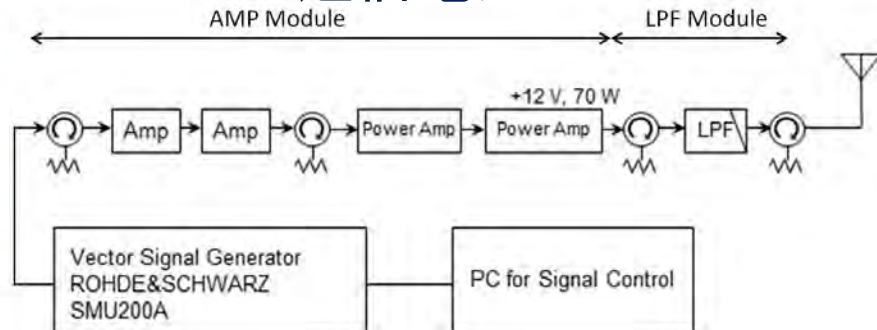 AMP Module
LPF Module
+12 V, 70 W
Amp
Amp
Power Amp
Power Amp
LPF
Vector Signal Generator
ROHDE&SCHWARZ
SMU200A
PC for Signal Control